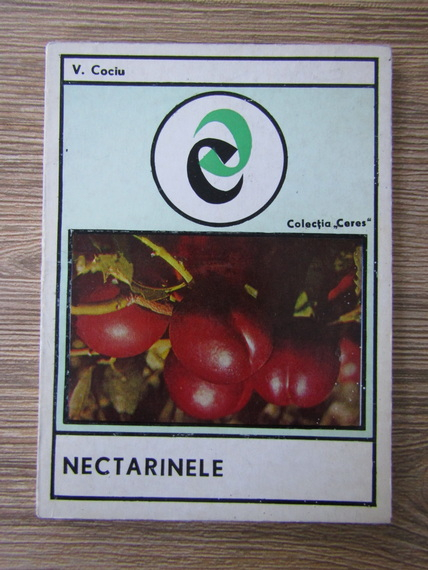 V. Cociu
Colecția „Ceres“
NECTARINELE